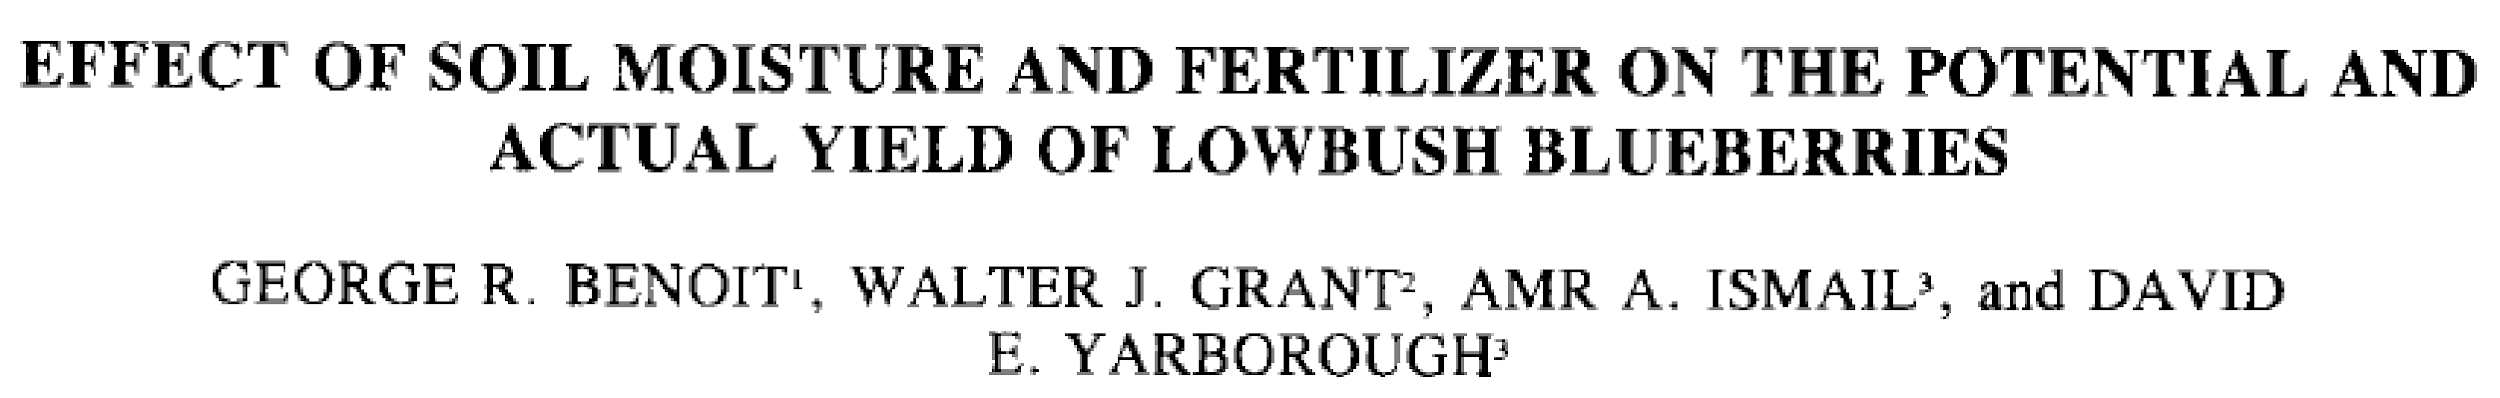 EFFECT OF SOIL MOISTURE AND FERTILIZER ON THE POTENTIAL AND
ACTUAL YIELD OF LOWBUSH BLUEBERRIES
GEORGE R. BENOIT¹, WALTER J. GRANT², AMR A. ISMAIL³, and DAVID
E. YARBOROUGH³